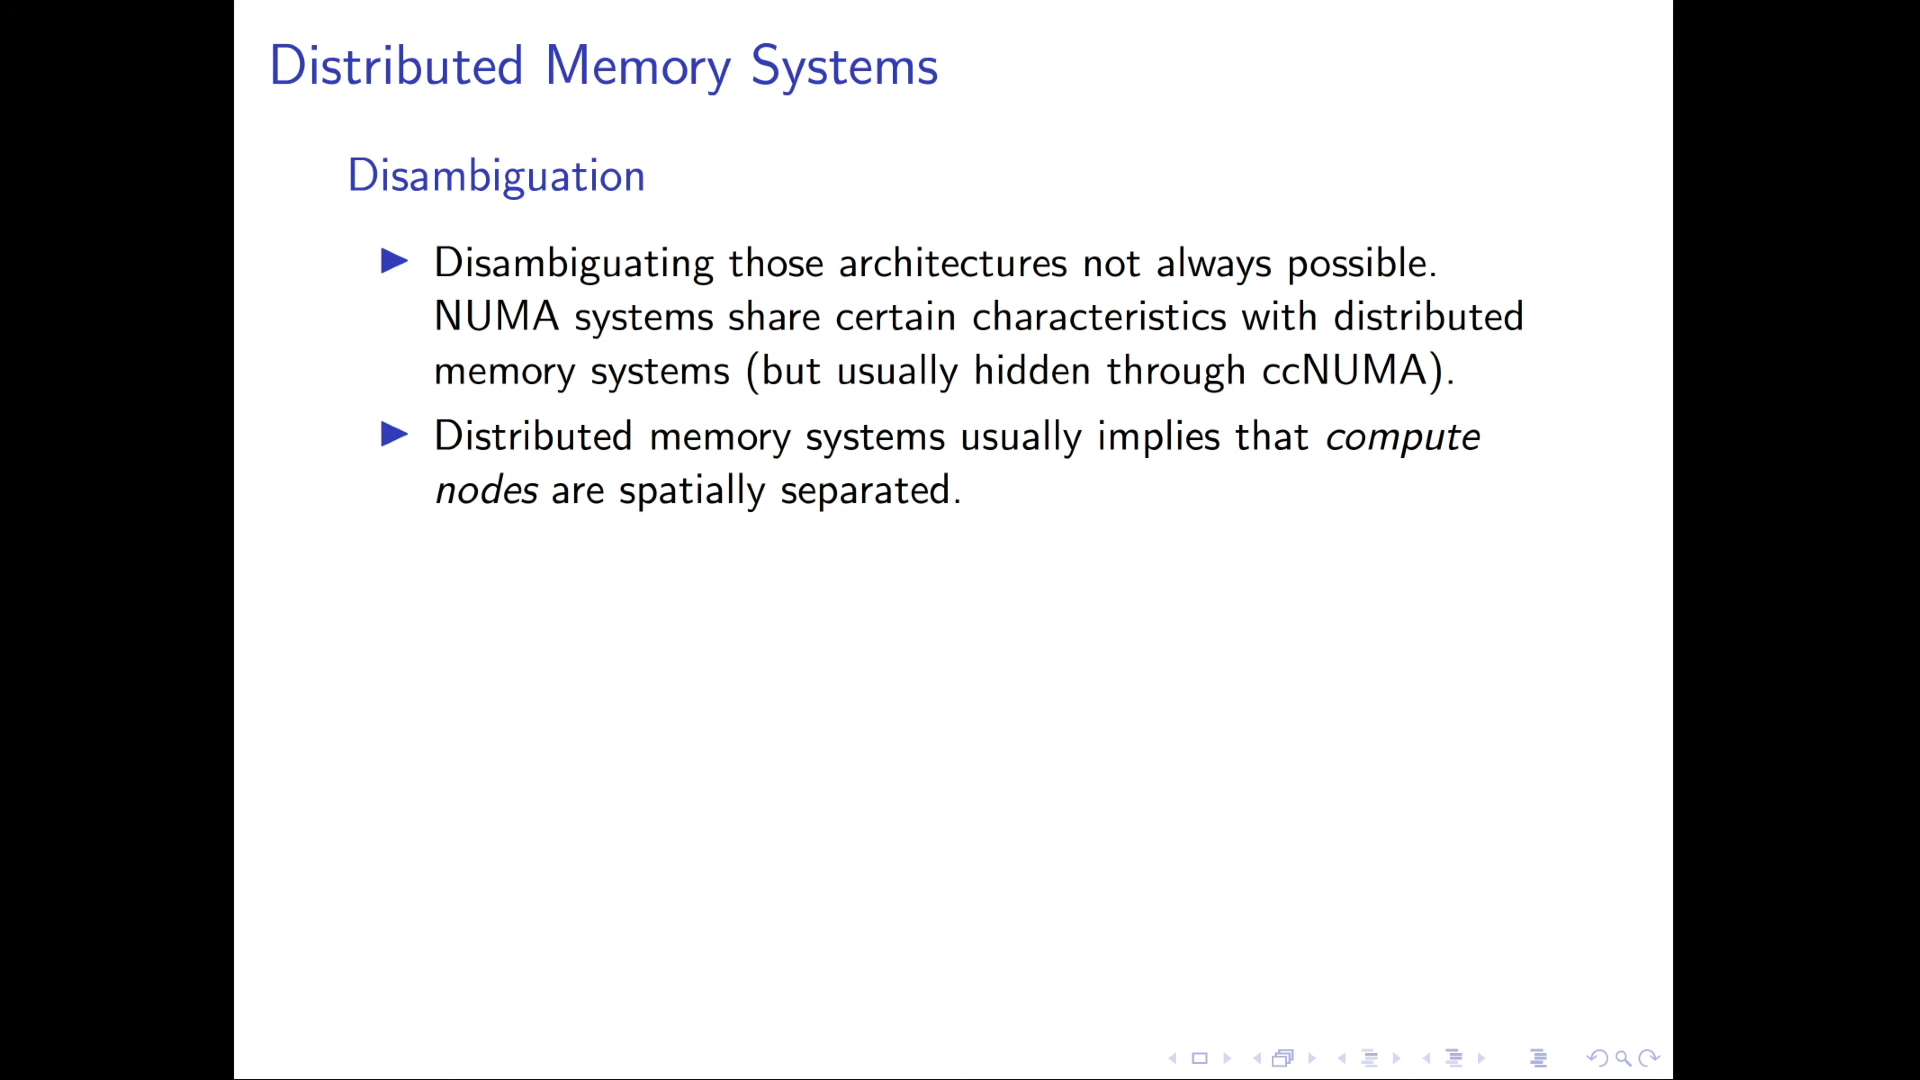 Distributed Memory Systems
Disambiguation
Disambiguating those architectures not always possible.
NUMA systems share certain characteristics with distributed
memory systems (but usually hidden through ccNUMA).
Distributed memory systems usually implies that compute
nodes are spatially separated.